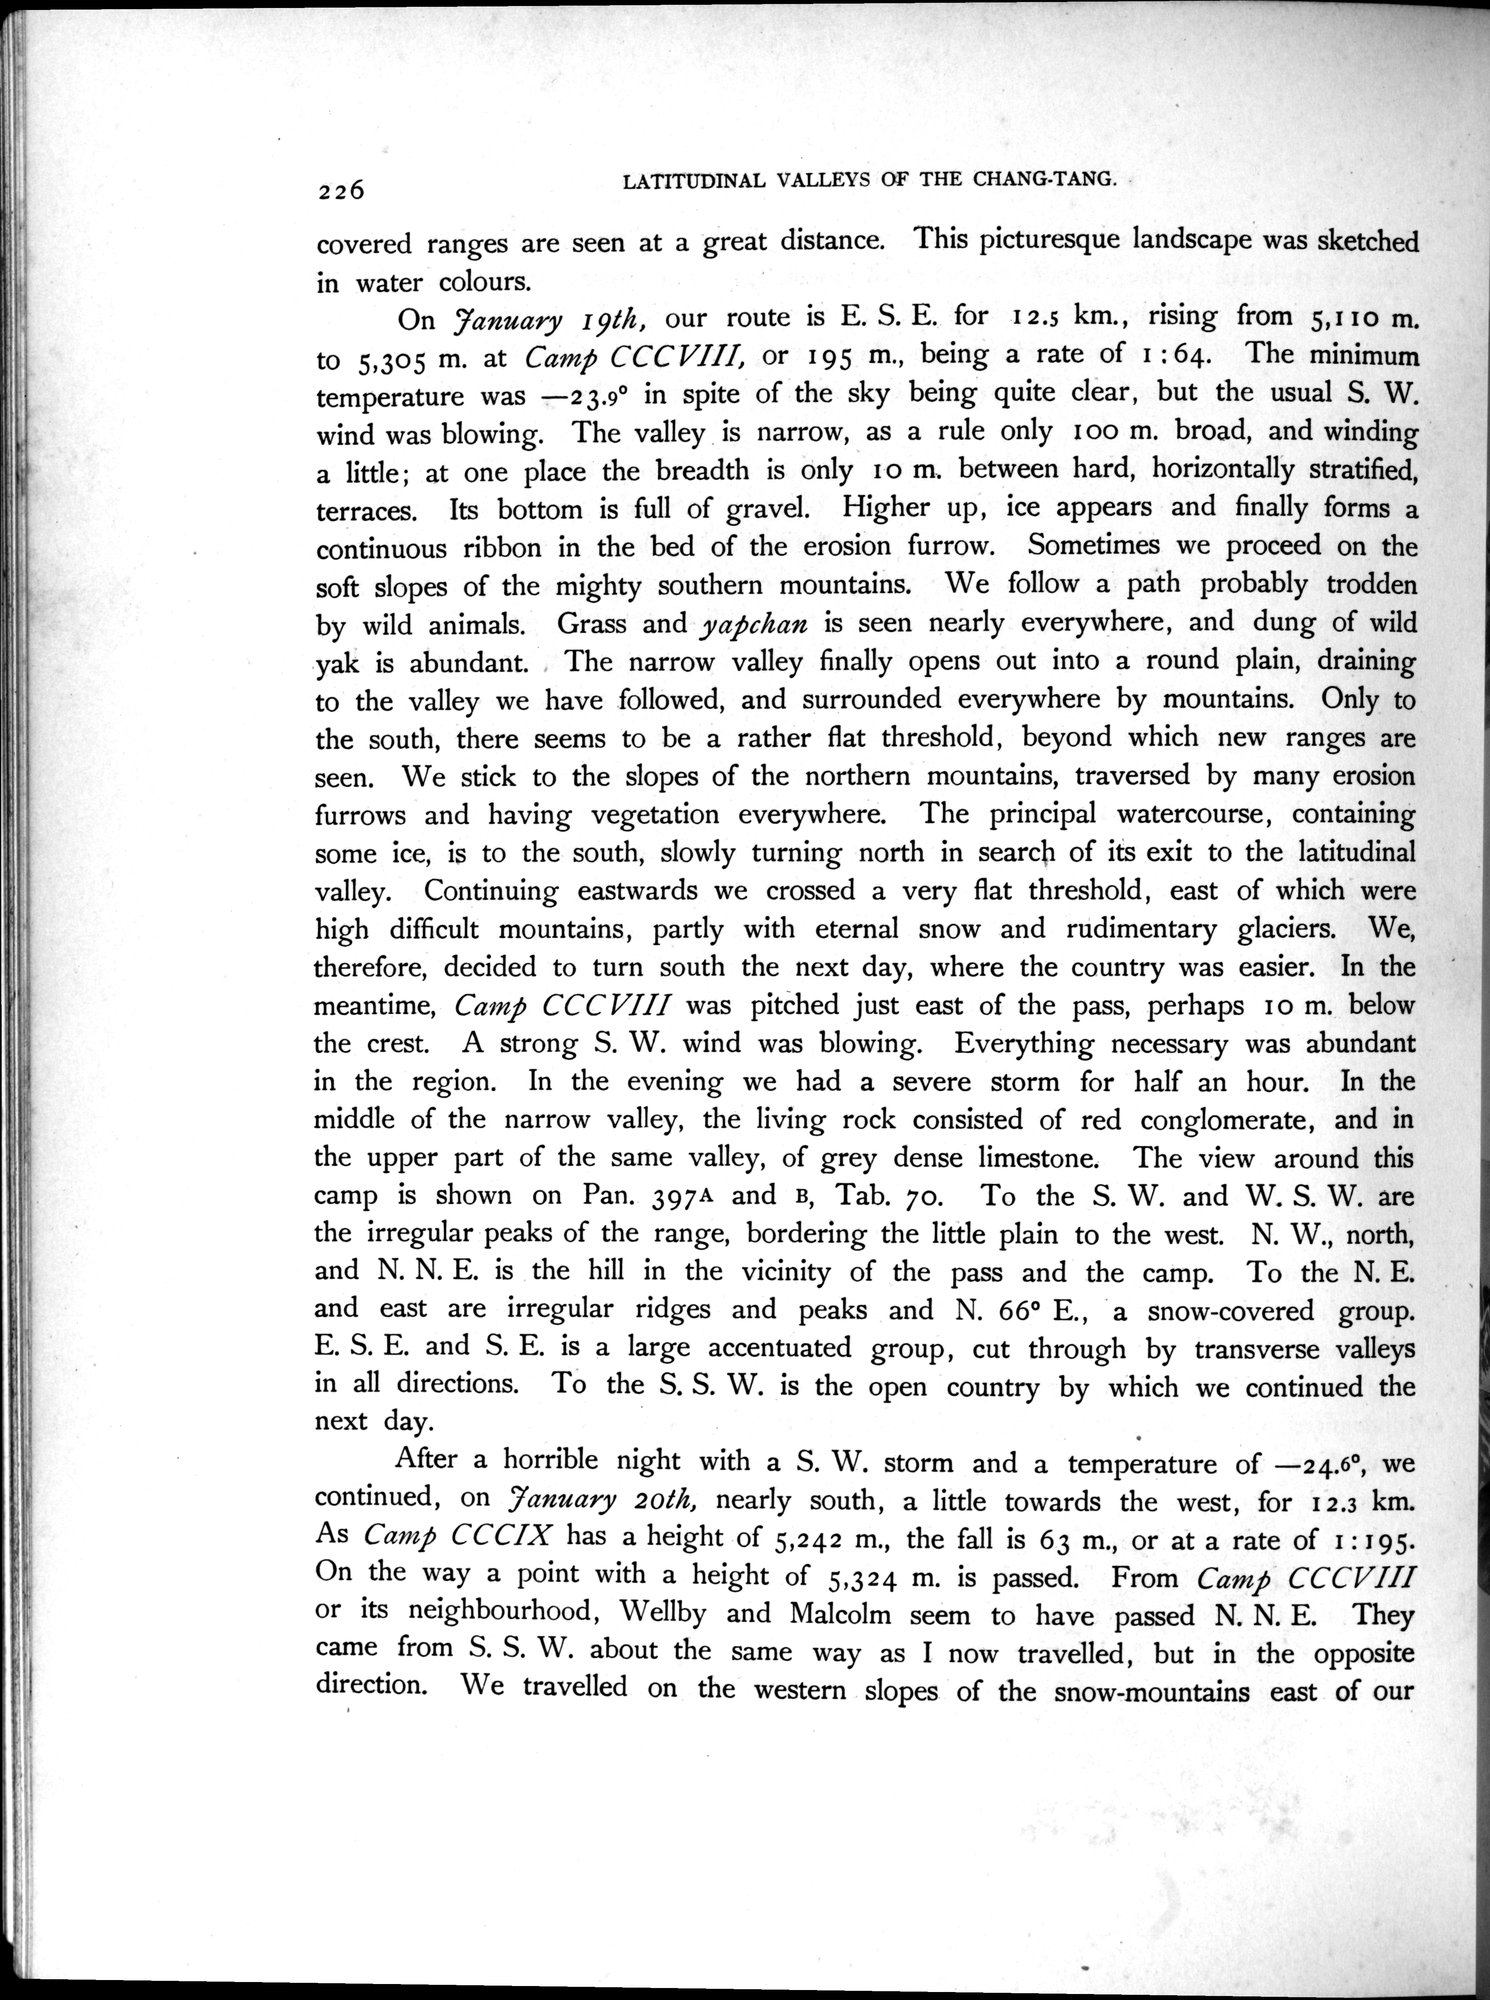 226
LATITUDINAL VALLEYS OF THE CHANG-TANG.
covered ranges are seen at a great distance. This picturesque landscape was sketched
in water colours.
On January 19th, our route is E. S. E. for 12.5 km., rising from 5,110 m.
to 5,305 m. at Camp CCCVIII, or 195 m., being a rate of 1 : 64. The minimum
temperature was —23.9° in spite of the sky being quite clear, but the usual S. W.
wind was blowing. The valley is narrow, as a rule only 100 m. broad, and winding
a little; at one place the breadth is only 10 m. between hard, horizontally stratified,
terraces. Its bottom is full of gravel. Higher up, ice appears and finally forms a
continuous ribbon in the bed of the erosion furrow. Sometimes we proceed on the
soft slopes of the mighty southern mountains. We follow a path probably trodden
by wild animals. Grass and yapchan is seen nearly everywhere, and dung of wild
yak is abundant. The narrow valley finally opens out into a round plain, draining
to the valley we have followed, and surrounded everywhere by mountains. Only to
the south, there seems to be a rather flat threshold, beyond which new ranges are
seen. We stick to the slopes of the northern mountains, traversed by many erosion
furrows and having vegetation everywhere. The principal watercourse, containing
some ice, is to the south, slowly turning north in search of its exit to the latitudinal
valley. Continuing eastwards we crossed a very flat threshold, east of which were
high difficult mountains, partly with eternal snow and rudimentary glaciers. We,
therefore, decided to turn south the next day, where the country was easier. In the
meantime, Camp CCCVIII was pitched just east of the pass, perhaps 10 m. below
the crest. A strong S. W. wind was blowing. Everything necessary was abundant
in the region. In the evening we had a severe storm for half an hour. In the
middle of the narrow valley, the living rock consisted of red conglomerate, and in
the upper part of the same valley, of grey dense limestone. The view around this
camp is shown on Pan. 397A and B, Tab. 70. To the S. W. and W. S. W. are
the irregular peaks of the range, bordering the little plain to the west. N. W., north,
and N. N. E. is the hill in the vicinity of the pass and the camp. To the N. E.
and east are irregular ridges and peaks and N. 66° E., a snow-covered group.
E. S. E. and S. E. is a large accentuated group, cut through by transverse valleys
in all directions. To the S. S. W. is the open country by which we continued the
next day.
After a horrible night with a S. W. storm and a temperature of —24.6°, we
continued, on January 20th, nearly south, a little towards the west, for 12.3 km.
As Camp CCCIX has a height of 5,242 m., the fall is 63 m., or at a rate of 1 : 195.
On the way a point with a height of 5,324 m. is passed. From Camp CCCVIII
or its neighbourhood, Wellby and Malcolm seem to have passed N. N. E. They
came from S. S. W. about the same way as I now travelled, but in the opposite
direction. We travelled on the western slopes of the snow-mountains east of our